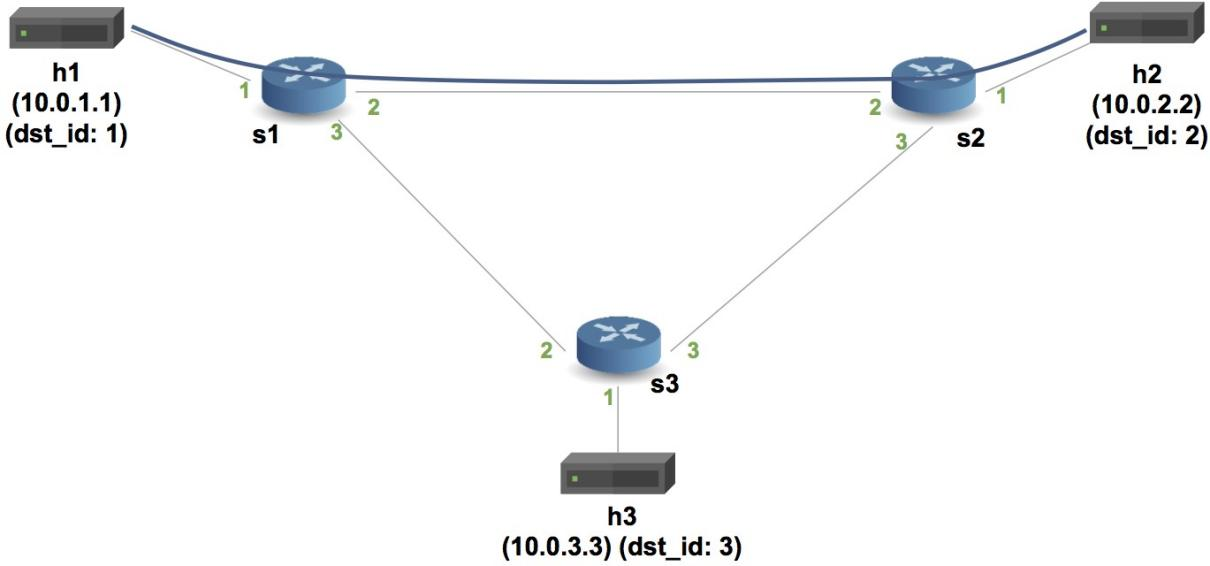 h1
(10.0.1.1)
(dst_id: 1)
1
2
3
s1
2
1
3
s2
h2
(10.0.2.2)
(dst_id: 2)
2
3
1
s3
h3
(10.0.3.3) (dst_id: 3)